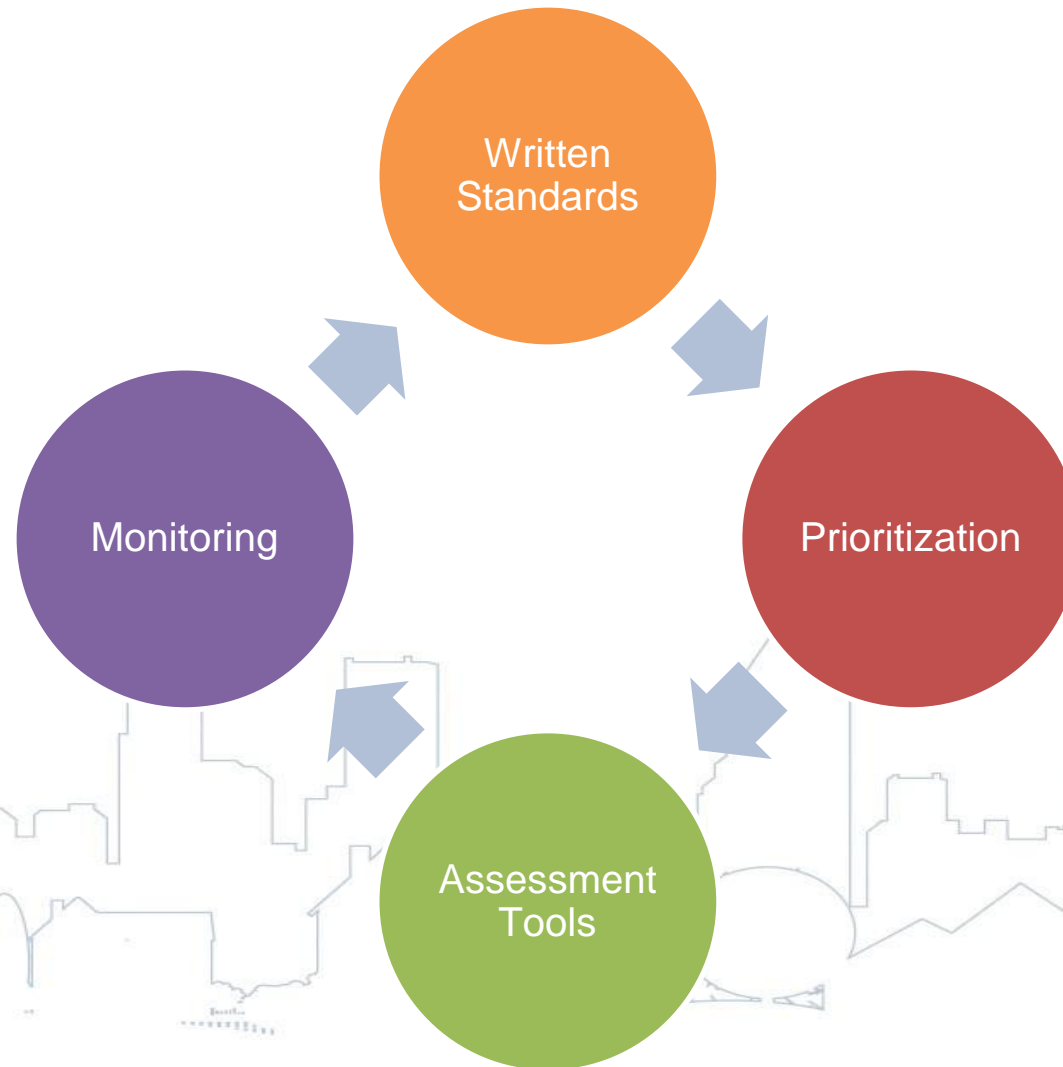 Written
Standards
Monitoring
Prioritization
Assessment
Tools